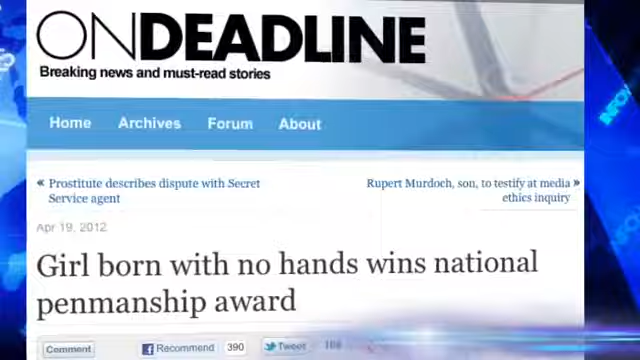 ONDEADLINE
Breaking news and must-read stories
Home Archives Forum About
« Prostitute describes dispute with Secret
Service agent
Rupert Murdoch, son, to testify at media »
ethics inquiry
Apr 19, 2012
Girl born with no hands wins national
penmanship award
Comment Recommend 390 Tweet